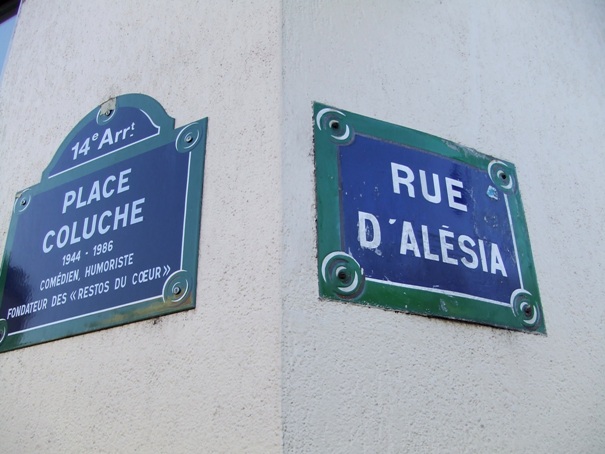 14e Arrt.
PLACE
COLUCHE
1944 - 1986
COMÉDIEN, HUMORISTE
FONDATEUR DES «RESTOS DU CŒUR»
RUE
D'ALÉSIA